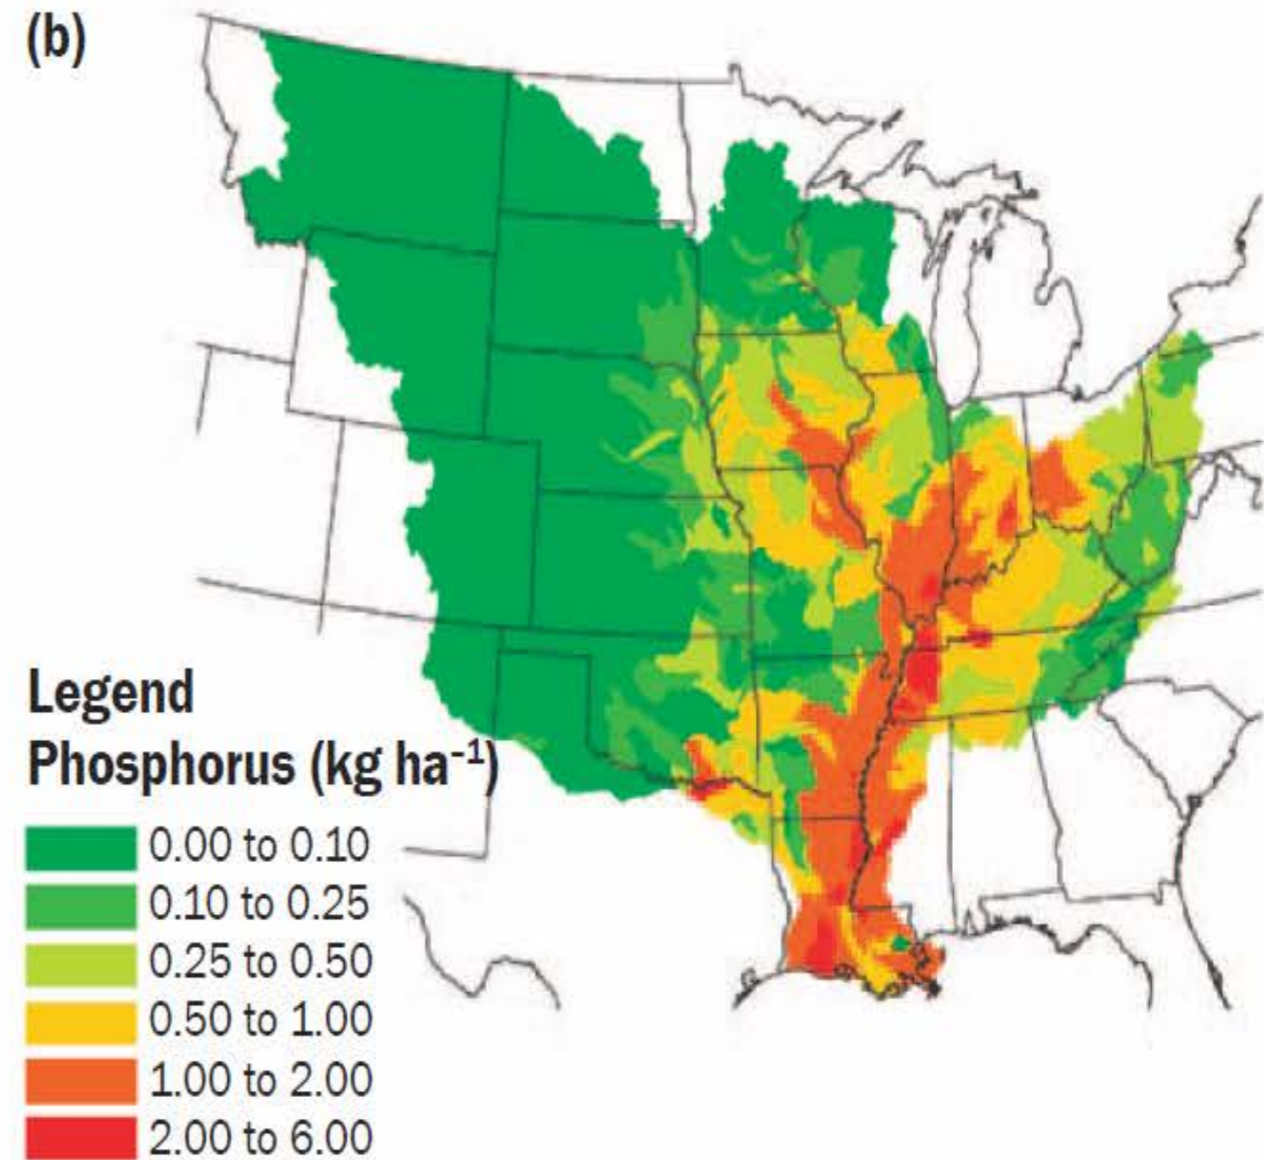 (b)
Legend
Phosphorus (kg ha⁻¹)
0.00 to 0.10
0.10 to 0.25
0.25 to 0.50
0.50 to 1.00
1.00 to 2.00
2.00 to 6.00